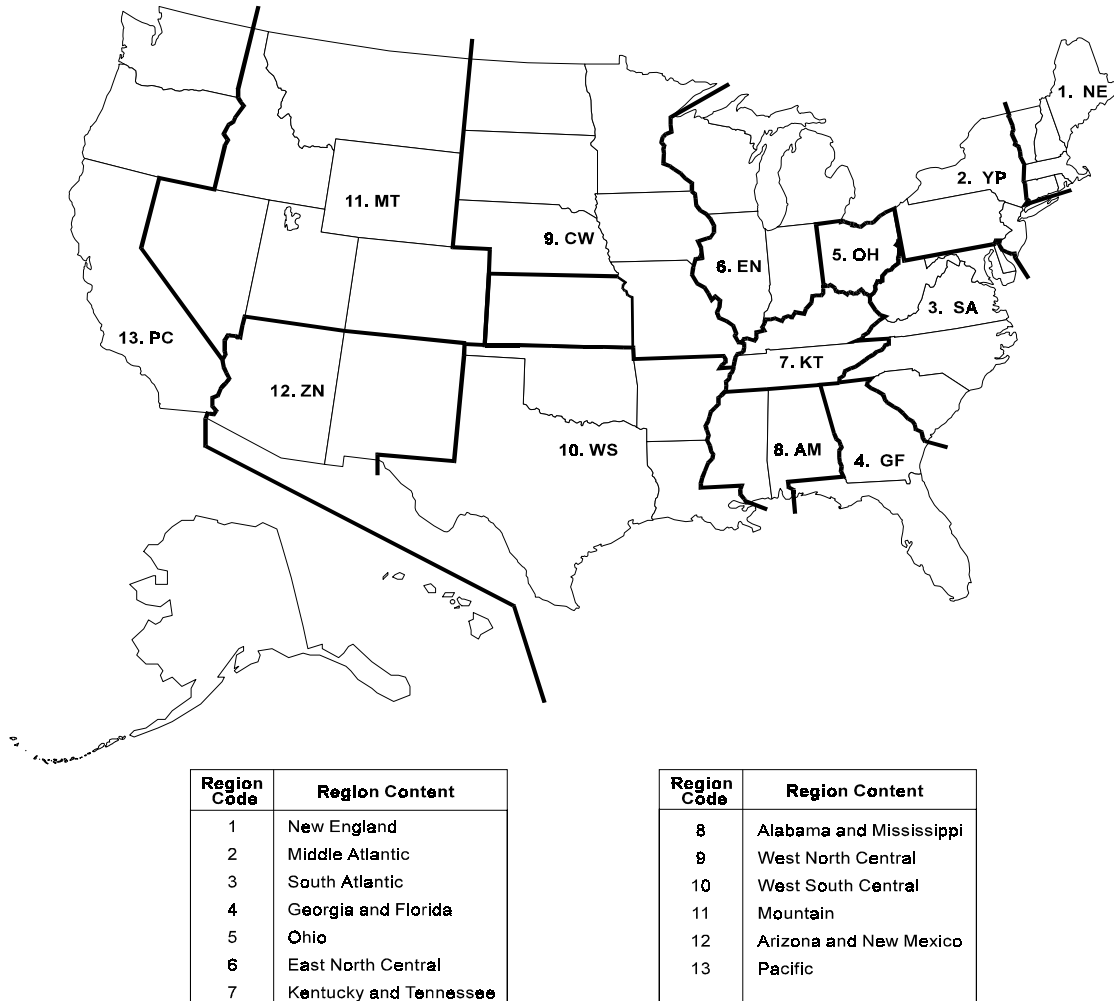 1. NE
2. YP
11. MT
9. CW
6. EN
5. OH
3. SA
13. PC
7. KT
12. ZN
10. WS
8. AM
4. GF
Region Code
Region Content
1 New England
2 Middle Atlantic
3 South Atlantic
4 Georgia and Florida
5 Ohio
6 East North Central
7 Kentucky and Tennessee
Region Code
Region Content
8 Alabama and Mississippi
9 West North Central
10 West South Central
11 Mountain
12 Arizona and New Mexico
13 Pacific